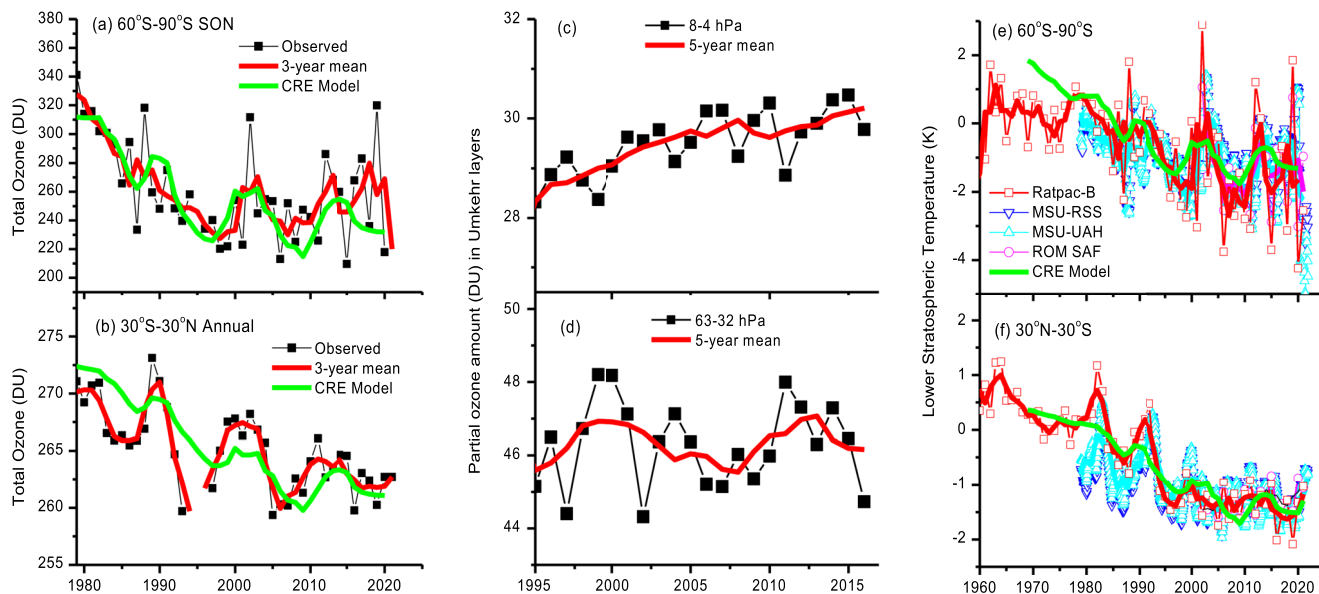 (a) 60°S-90°S SON
Observed
3-year mean
CRE Model
Total Ozone (DU)
380
360
340
320
300
280
260
240
220
200
(b) 30°S-30°N Annual
Observed
3-year mean
CRE Model
Total Ozone (DU)
275
270
265
260
255
1980
1990
2000
2010
2020
(c)
8-4 hPa
5-year mean
Partial ozone amount (DU) in Umkehr layers
32
30
28
(d)
63-32 hPa
5-year mean
50
48
46
44
1995
2000
2005
2010
2015
(e) 60°S-90°S
Ratpac-B
MSU-RSS
MSU-UAH
ROM SAF
CRE Model
Lower Stratospheric Temperature (K)
2
0
-2
-4
(f) 30°N-30°S
2
1
0
-1
-2
1960
1970
1980
1990
2000
2010
2020